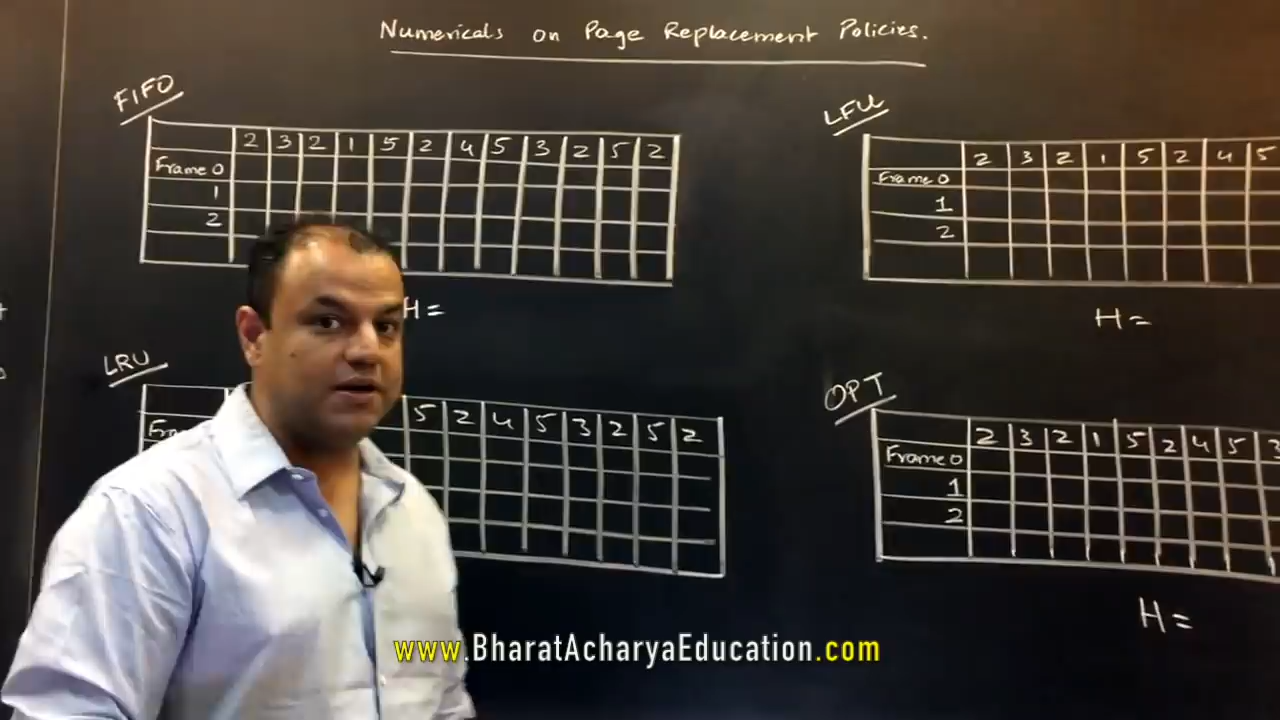 Numericals on Page Replacement Policies.
FIFO
2 3 2 1 5 2 4 5 3 2 5 2
Frame 0
1
2
H =
LFU
2 3 2 1 5 2 4 5
Frame 0
1
2
H =
LRU
5 2 4 5 3 2 5 2
OPT
2 3 2 1 5 2 4 5 3
Frame 0
1
2
H =
www.BharatAcharyaEducation.com